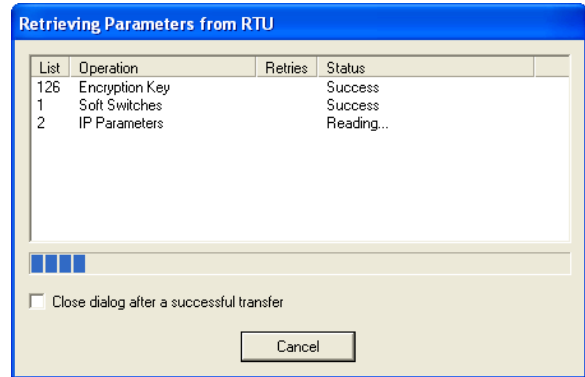 Retrieving Parameters from RTU
List Operation Retries Status
126 Encryption Key Success
1 Soft Switches Success
2 IP Parameters Reading...
Close dialog after a successful transfer
Cancel